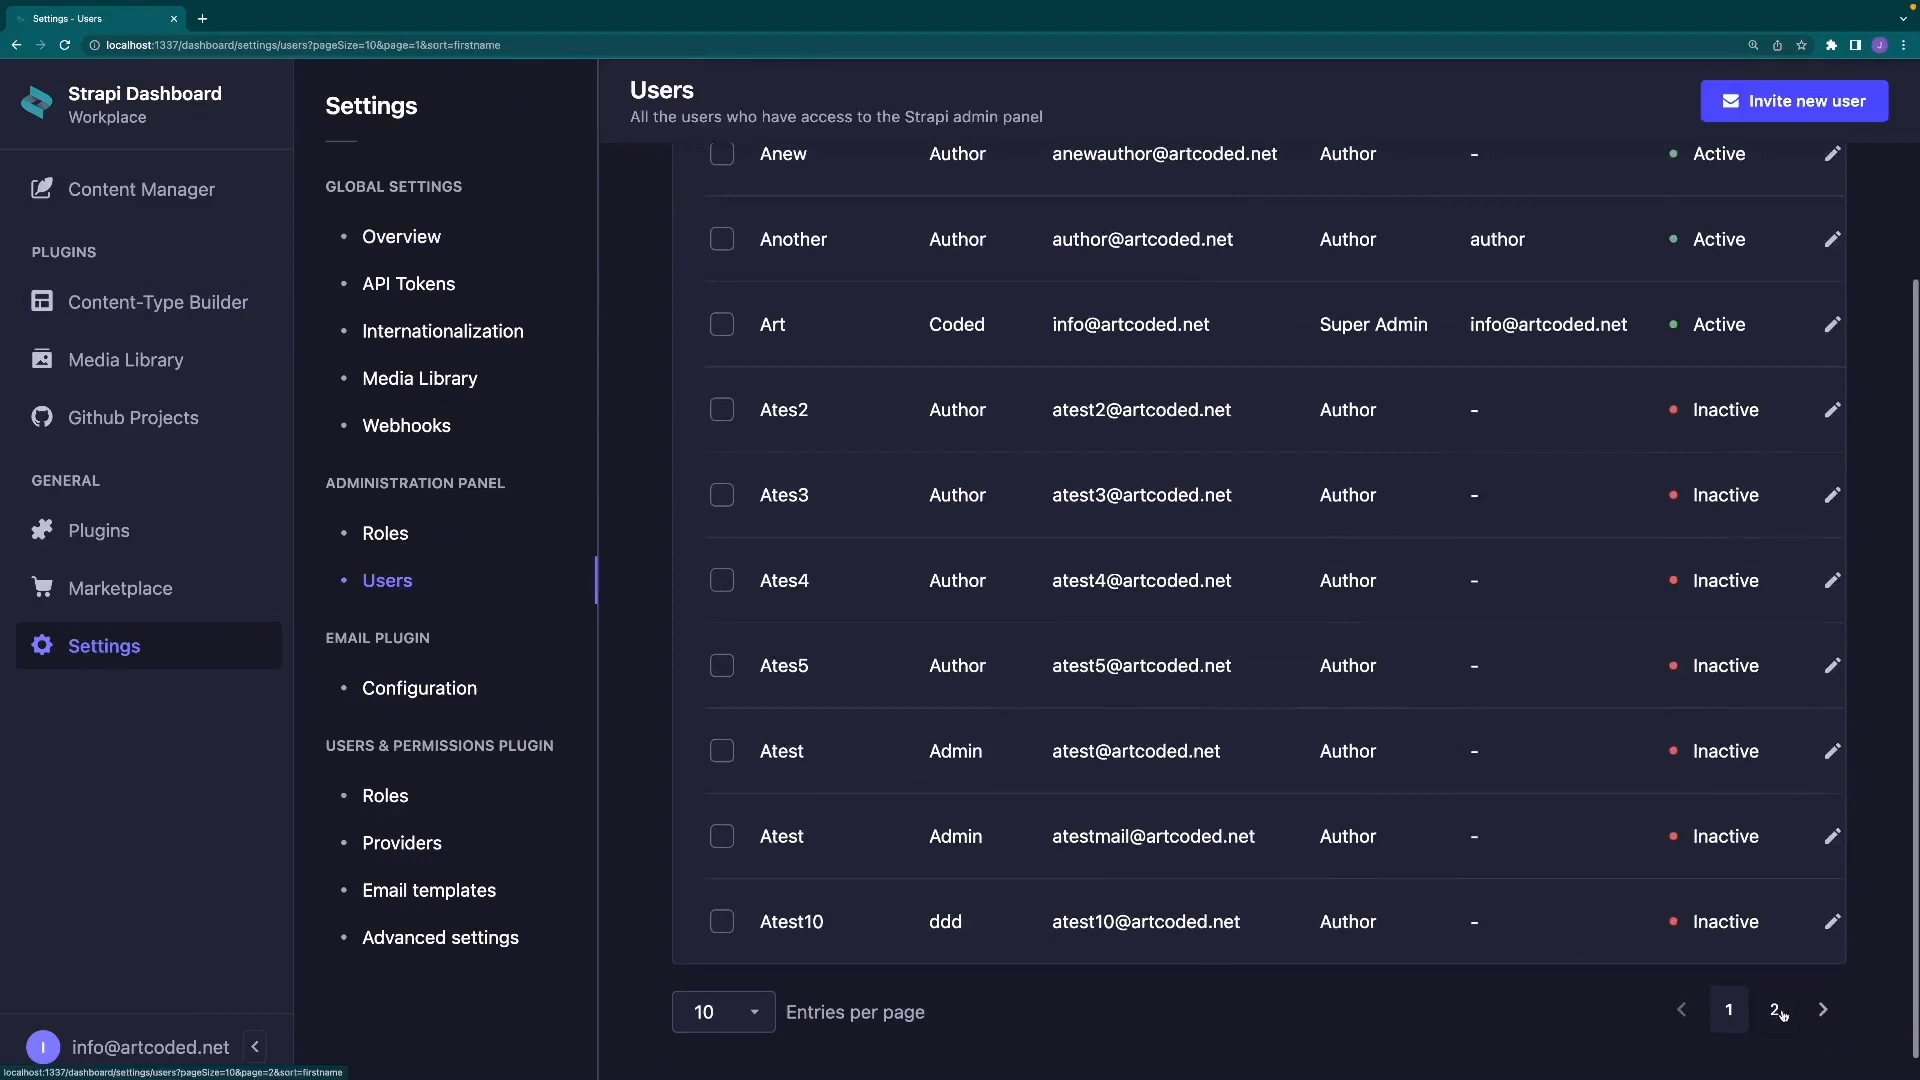 Settings - Users
localhost:1337/dashboard/settings/users?pageSize=10&page=1&sort=firstname
J
Strapi Dashboard
Workplace
Content Manager
PLUGINS
Content-Type Builder
Media Library
Github Projects
GENERAL
Plugins
Marketplace
Settings
I
info@artcoded.net
localhost:1337/dashboard/settings/users?pageSize=10&page=2&sort=firstname
Settings
GLOBAL SETTINGS
Overview
API Tokens
Internationalization
Media Library
Webhooks
ADMINISTRATION PANEL
Roles
Users
EMAIL PLUGIN
Configuration
USERS & PERMISSIONS PLUGIN
Roles
Providers
Email templates
Advanced settings
Users
All the users who have access to the Strapi admin panel
Invite new user
Anew Author anewauthor@artcoded.net Author - Active
Another Author author@artcoded.net Author author Active
Art Coded info@artcoded.net Super Admin info@artcoded.net Active
Ates2 Author atest2@artcoded.net Author - Inactive
Ates3 Author atest3@artcoded.net Author - Inactive
Ates4 Author atest4@artcoded.net Author - Inactive
Ates5 Author atest5@artcoded.net Author - Inactive
Atest Admin atest@artcoded.net Author - Inactive
Atest Admin atestmail@artcoded.net Author - Inactive
Atest10 ddd atest10@artcoded.net Author - Inactive
10 Entries per page
1 2